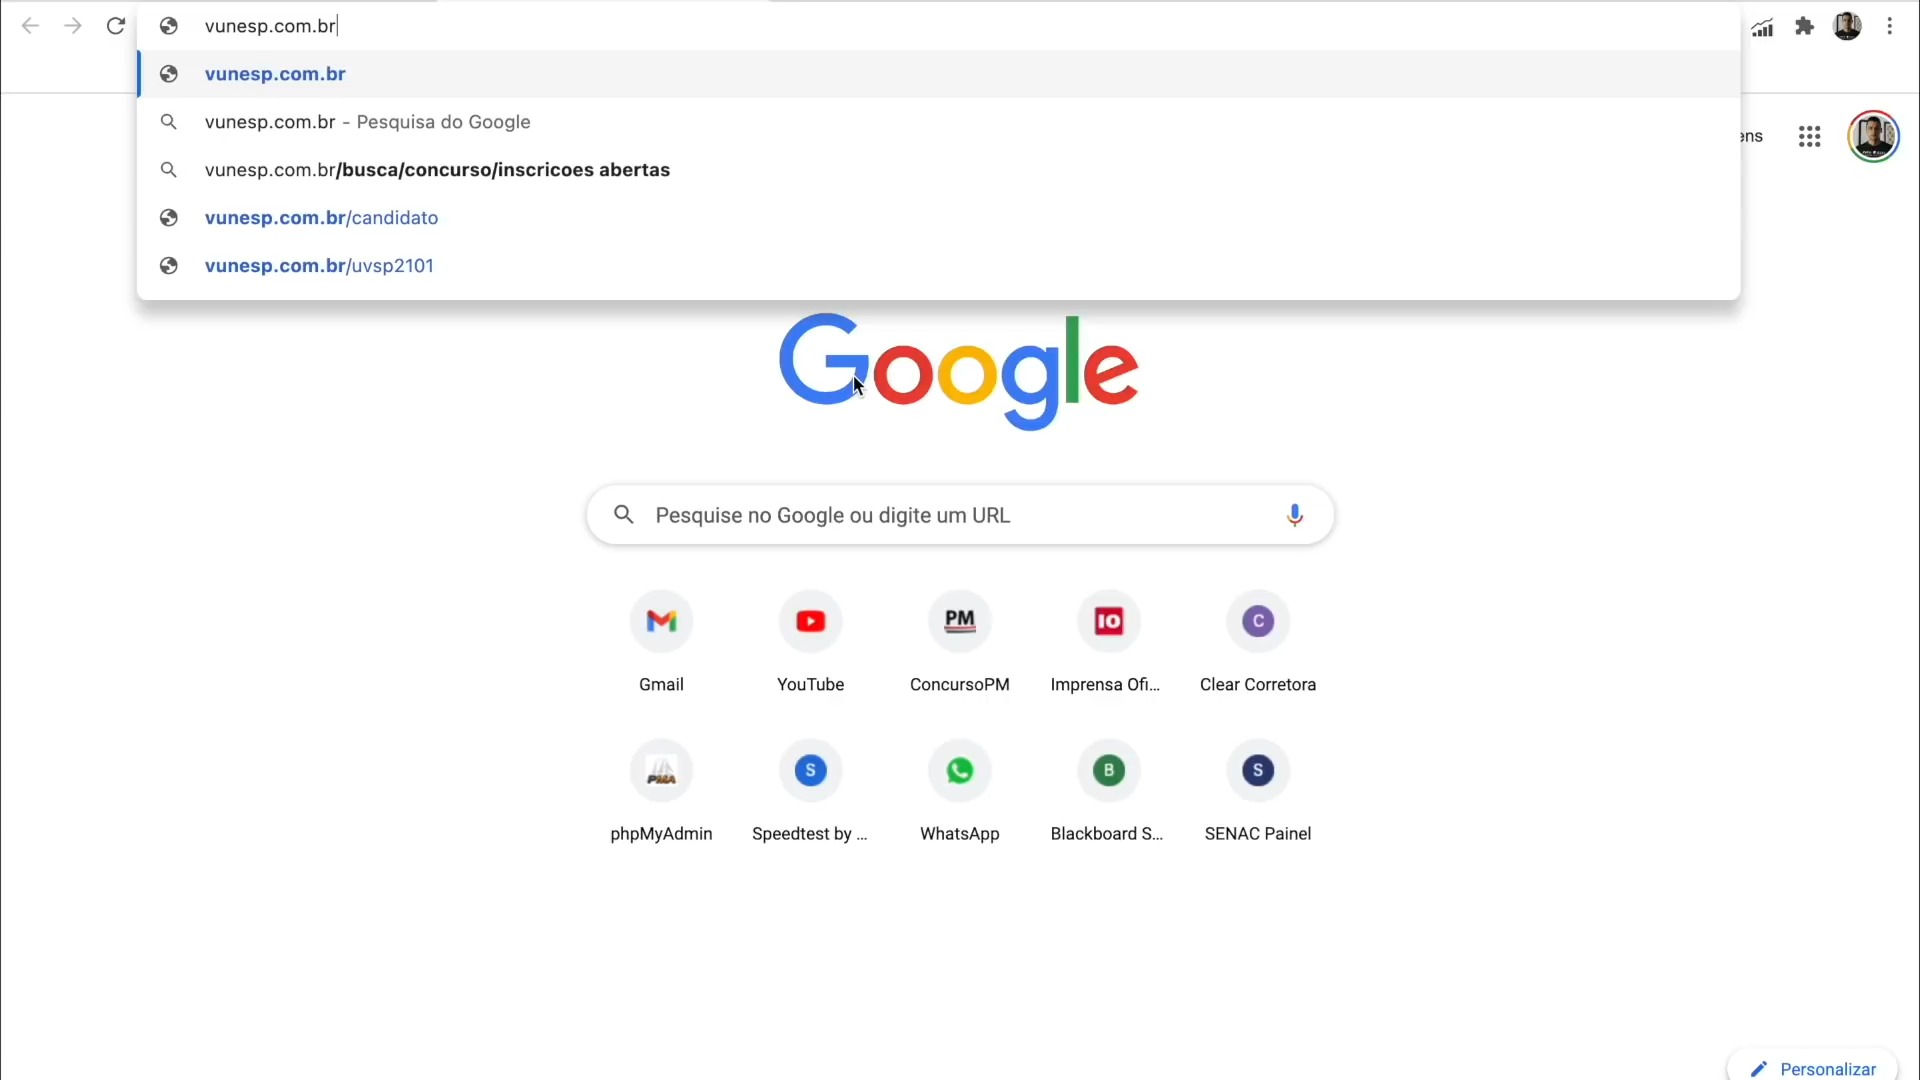 vunesp.com.br
vunesp.com.br
vunesp.com.br - Pesquisa do Google
vunesp.com.br/busca/concurso/inscricoes abertas
vunesp.com.br/candidato
vunesp.com.br/uvsp2101
ens
Google
Pesquise no Google ou digite um URL
PM
IO
C
Gmail
YouTube
ConcursoPM
Imprensa Ofi...
Clear Corretora
PMA
S
B
S
phpMyAdmin
Speedtest by ...
WhatsApp
Blackboard S...
SENAC Painel
Personalizar